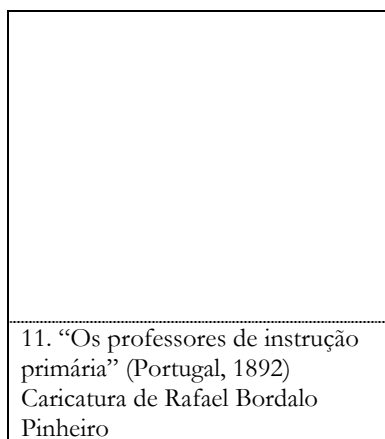 11. “Os professores de instrução
primária” (Portugal, 1892)
Caricatura de Rafael Bordalo
Pinheiro